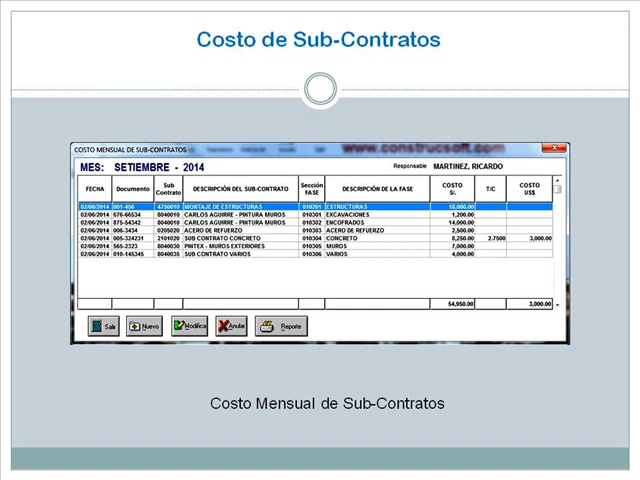 Costo de Sub-Contratos
COSTO MENSUAL DE SUB-CONTRATOS
www.construcsoft.com
MES: SETIEMBRE - 2014 Responsable MARTINEZ, RICARDO
FECHA Documento Sub Contrato DESCRIPCIÓN DEL SUB-CONTRATO Sección FASE DESCRIPCIÓN DE LA FASE COSTO S/. T/C COSTO US$
02/06/2014 001-456 4750010 MONTAJE DE ESTRUCTURAS 010201 ESTRUCTURAS 18,000.00
02/06/2014 676-66534 8040010 CARLOS AGUIRRE - PINTURA MUROS 010301 EXCAVACIONES 1,200.00
02/06/2014 875-54342 8040010 CARLOS AGUIRRE - PINTURA MUROS 010302 ENCOFRADOS 14,000.00
02/06/2014 006-3434 0205020 ACERO DE REFUERZO 010303 ACERO DE REFUERZO 2,500.00
02/06/2014 005-324231 2101020 SUB CONTRATO CONCRETO 010304 CONCRETO 8,250.00 2.7500 3,000.00
02/06/2014 565-2323 8040030 PINTEX - MUROS EXTERIORES 010305 MUROS 7,000.00
02/06/2014 010-145345 8040035 SUB CONTRATO VARIOS 010306 VARIOS 4,000.00
54,950.00 3,000.00
Salir Nuevo Modifica Anular Reporte
Costo Mensual de Sub-Contratos